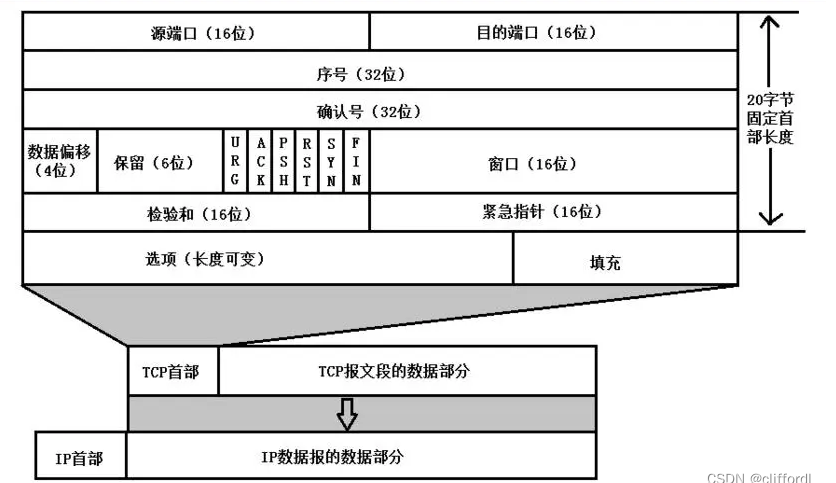 源端口（16位）
目的端口（16位）
序号（32位）
确认号（32位）
20字节
固定首
部长度
数据偏移
（4位）
保留（6位）
URG
ACK
PSH
RST
SYN
FIN
窗口（16位）
检验和（16位）
紧急指针（16位）
选项（长度可变）
填充
TCP首部
TCP报文段的数据部分
IP首部
IP数据报的数据部分
CSDN @cliffordl